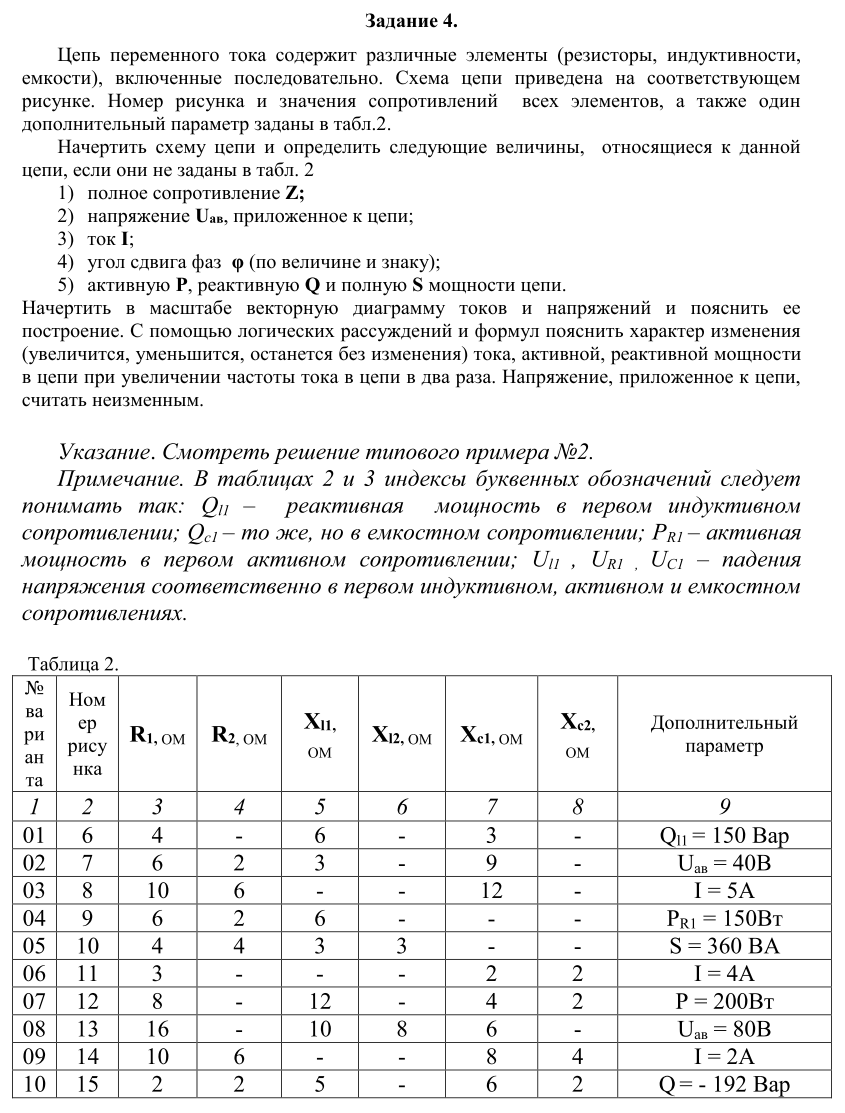 Задание 4.
Цепь переменного тока содержит различные элементы (резисторы, индуктивности,
емкости), включенные последовательно. Схема цепи приведена на соответствующем
рисунке. Номер рисунка и значения сопротивлений всех элементов, а также один
дополнительный параметр заданы в табл.2.
Начертить схему цепи и определить следующие величины, относящиеся к данной
цепи, если они не заданы в табл. 2
1) полное сопротивление Z;
2) напряжение Uав, приложенное к цепи;
3) ток I;
4) угол сдвига фаз φ (по величине и знаку);
5) активную P, реактивную Q и полную S мощности цепи.
Начертить в масштабе векторную диаграмму токов и напряжений и пояснить ее
построение. С помощью логических рассуждений и формул пояснить характер изменения
(увеличится, уменьшится, останется без изменения) тока, активной, реактивной мощности
в цепи при увеличении частоты тока в цепи в два раза. Напряжение, приложенное к цепи,
считать неизменным.
Указание. Смотреть решение типового примера №2.
Примечание. В таблицах 2 и 3 индексы буквенных обозначений следует
понимать так: Ql1 – реактивная мощность в первом индуктивном
сопротивлении; Qc1 – то же, но в емкостном сопротивлении; PR1 – активная
мощность в первом активном сопротивлении; Ul1 , UR1 , UC1 – падения
напряжения соответственно в первом индуктивном, активном и емкостном
сопротивлениях.
Таблица 2.
№ ва ри ан та Ном ер рису нка R1, ОМ R2, ОМ Xl1, ОМ Xl2, ОМ Xc1, ОМ Xc2, ОМ Дополнительный параметр
1 2 3 4 5 6 7 8 9
01 6 4 - 6 - 3 - Ql1 = 150 Вар
02 7 6 2 3 - 9 - Uав = 40В
03 8 10 6 - - 12 - I = 5А
04 9 6 2 6 - - - PR1 = 150Вт
05 10 4 4 3 3 - - S = 360 ВА
06 11 3 - - - 2 2 I = 4А
07 12 8 - 12 - 4 2 P = 200Вт
08 13 16 - 10 8 6 - Uав = 80В
09 14 10 6 - - 8 4 I = 2А
10 15 2 2 5 - 6 2 Q = - 192 Вар